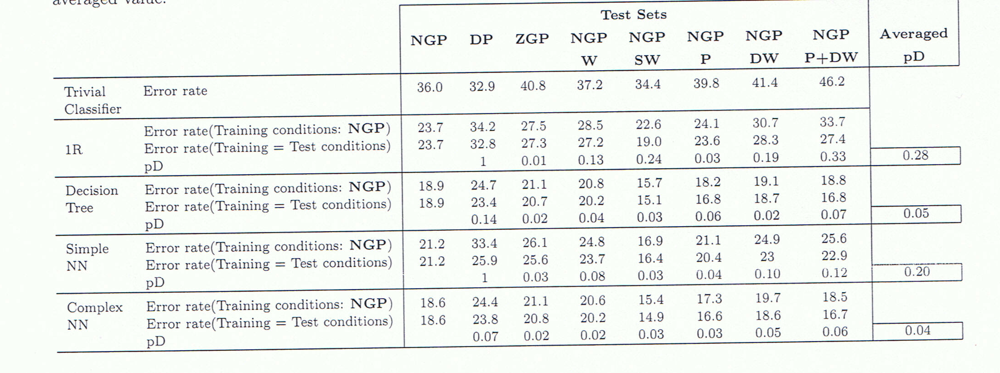 averaged value.
Test Sets
NGP DP ZGP NGP NGP NGP NGP NGP Averaged
W SW P DW P+DW pD
Trivial Error rate 36.0 32.9 40.8 37.2 34.4 39.8 41.4 46.2
Classifier
Error rate(Training conditions: NGP) 23.7 34.2 27.5 28.5 22.6 24.1 30.7 33.7
1R Error rate(Training = Test conditions) 23.7 32.8 27.3 27.2 19.0 23.6 28.3 27.4
pD 1 0.01 0.13 0.24 0.03 0.19 0.33 0.28
Decision Error rate(Training conditions: NGP) 18.9 24.7 21.1 20.8 15.7 18.2 19.1 18.8
Tree Error rate(Training = Test conditions) 18.9 23.4 20.7 20.2 15.1 16.8 18.7 16.8
pD 0.14 0.02 0.04 0.03 0.06 0.02 0.07 0.05
Simple Error rate(Training conditions: NGP) 21.2 33.4 26.1 24.8 16.9 21.1 24.9 25.6
NN Error rate(Training = Test conditions) 21.2 25.9 25.6 23.7 16.4 20.4 23 22.9
pD 1 0.03 0.08 0.03 0.04 0.10 0.12 0.20
Complex Error rate(Training conditions: NGP) 18.6 24.4 21.1 20.6 15.4 17.3 19.7 18.5
NN Error rate(Training = Test conditions) 18.6 23.8 20.8 20.2 14.9 16.6 18.6 16.7
pD 0.07 0.02 0.02 0.03 0.03 0.05 0.06 0.04